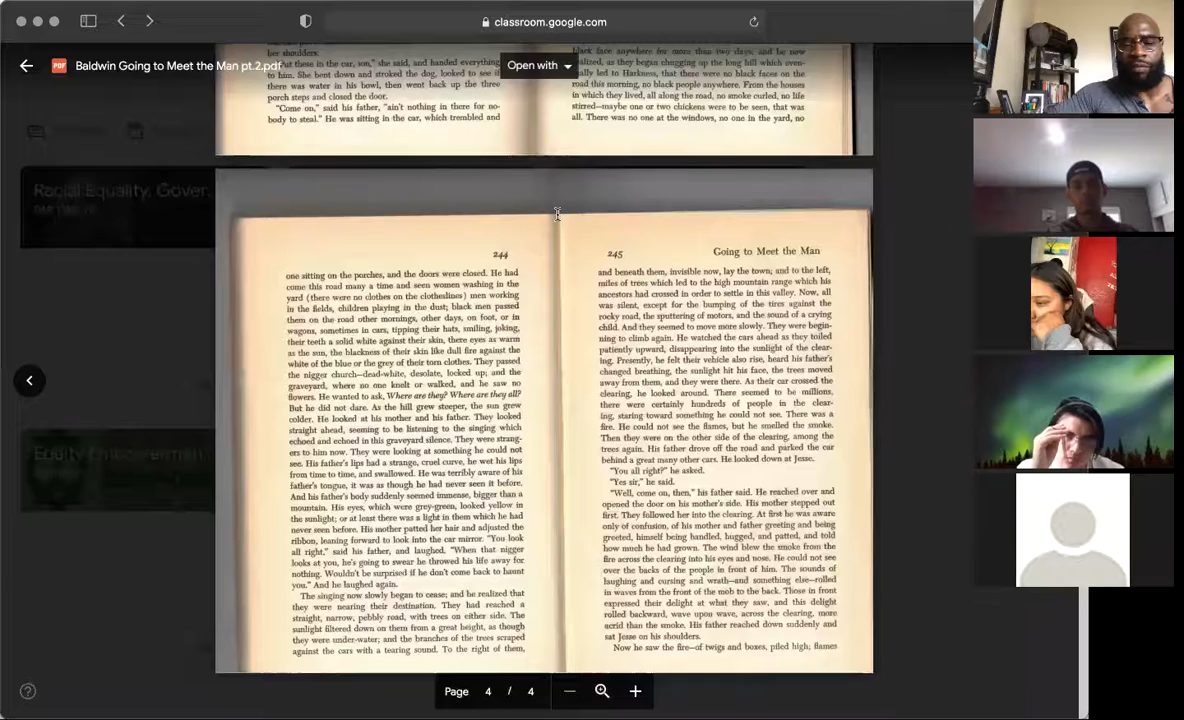 classroom.google.com
PDF
Baldwin Going to Meet the Man pt.2.pdf
Open with
her shoulders.
"Put these in the car, son," she said, and handed everything
to him. She bent down and stroked the dog, looked to see if
there was water in his bowl, then went back up the three
porch steps and closed the door.
"Come on," said his father, "ain't nothing in there for no-
body to steal." He was sitting in the car, which trembled and
black face anywhere for more than two days; and he now
realized, as they began chugging up the long hill which even-
ually led to Harkness, that there were no black faces on the
road this morning, no black people anywhere. From the houses
in which they lived, all along the road, no smoke curled, no life
stirred—maybe one or two chickens were to be seen, that was
all. There was no one at the windows, no one in the yard, no
Racial Equality, Gover...
Equity Empowermen...
244
one sitting on the porches, and the doors were closed. He had
come this road many a time and seen women washing in the
yard (there were no clothes on the clotheslines) men working
in the fields, children playing in the dust; black men passed
them on the road other mornings, other days, on foot, or in
wagons, sometimes in cars, tipping their hats, smiling, joking,
their teeth a solid white against their skin, there eyes as warm
as the sun, the blackness of their skin like dull fire against the
white of the blue or the grey of their torn clothes. They passed
the nigger church—dead-white, desolate, locked up; and the
graveyard, where no one knelt or walked, and he saw no
flowers. He wanted to ask, Where are they? Where are they all?
But he did not dare. As the hill grew steeper, the sun grew
colder. He looked at his mother and his father. They looked
straight ahead, seeming to be listening to the singing which
echoed and echoed in this graveyard silence. They were strang-
ers to him now. They were looking at something he could not
see. His father's lips had a strange, cruel curve, he wet his lips
from time to time, and swallowed. He was terribly aware of his
father's tongue, it was as though he had never seen it before.
And his father's body suddenly seemed immense, bigger than a
mountain. His eyes, which were grey-green, looked yellow in
the sunlight; or at least there was a light in them which he had
never seen before. His mother patted her hair and adjusted the
ribbon, leaning forward to look into the car mirror. "You look
all right," said his father, and laughed. "When that nigger
looks at you, he's going to swear he throwed his life away for
nothing. Wouldn't be surprised if he don't come back to haunt
you." And he laughed again.
The singing now slowly began to cease; and he realized that
they were nearing their destination. They had reached a
straight, narrow, pebbly road, with trees on either side. The
sunlight filtered down on them from a great height, as though
they were under-water; and the branches of the trees scraped
against the cars with a tearing sound. To the right of them,
245 Going to Meet the Man
and beneath them, invisible now, lay the town; and to the left,
miles of trees which led to the high mountain range which his
ancestors had crossed in order to settle in this valley. Now, all
was silent, except for the bumping of the tires against the
rocky road, the sputtering of motors, and the sound of a crying
child. And they seemed to move more slowly. They were begin-
ning to climb again. He watched the cars ahead as they toiled
patiently upward, disappearing into the sunlight of the clear-
ing. Presently, he felt their vehicle also rise, heard his father's
changed breathing, the sunlight hit his face, the trees moved
away from them, and they were there. As their car crossed the
clearing, he looked around. There seemed to be millions,
there were certainly hundreds of people in the clear-
ing, staring toward something he could not see. There was a
fire. He could not see the flames, but he smelled the smoke.
Then they were on the other side of the clearing, among the
trees again. His father drove off the road and parked the car
behind a great many other cars. He looked down at Jesse.
"You all right?" he asked.
"Yes sir," he said.
"Well, come on, then," his father said. He reached over and
opened the door on his mother's side. His mother stepped out
first. They followed her into the clearing. At first he was aware
only of confusion, of his mother and father greeting and being
greeted, himself being handled, hugged, and patted, and told
how much he had grown. The wind blew the smoke from the
fire across the clearing into his eyes and nose. He could not see
over the backs of the people in front of him. The sounds of
laughing and cursing and wrath—and something else—rolled
in waves from the front of the mob to the back. Those in front
expressed their delight at what they saw, and this delight
rolled backward, wave upon wave, across the clearing, more
acrid than the smoke. His father reached down suddenly and
sat Jesse on his shoulders.
Now he saw the fire—of twigs and boxes, piled high; flames
Page 4 / 4